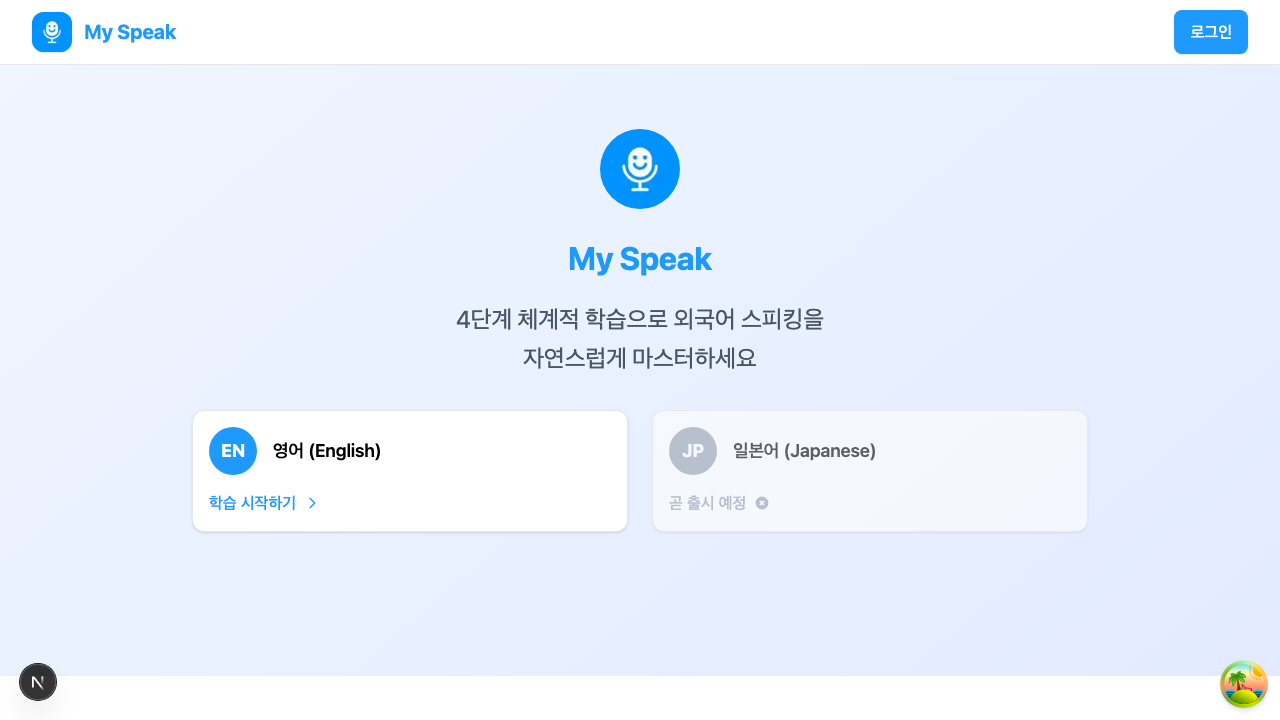 My Speak
로그인
My Speak
4단계 체계적 학습으로 외국어 스피킹을
자연스럽게 마스터하세요
EN
영어 (English)
학습 시작하기
JP
일본어 (Japanese)
곧 출시 예정
N